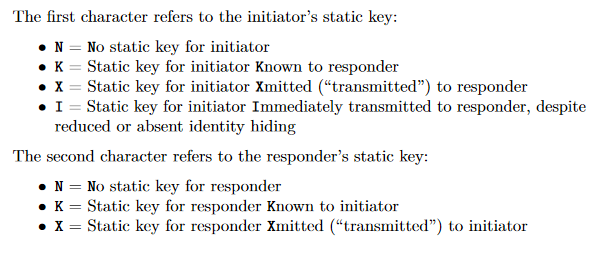 The first character refers to the initiator’s static key:
• N = No static key for initiator
• K = Static key for initiator Known to responder
• X = Static key for initiator Xmitted (“transmitted”) to responder
• I = Static key for initiator Immediately transmitted to responder, despite
reduced or absent identity hiding
The second character refers to the responder’s static key:
• N = No static key for responder
• K = Static key for responder Known to initiator
• X = Static key for responder Xmitted (“transmitted”) to initiator